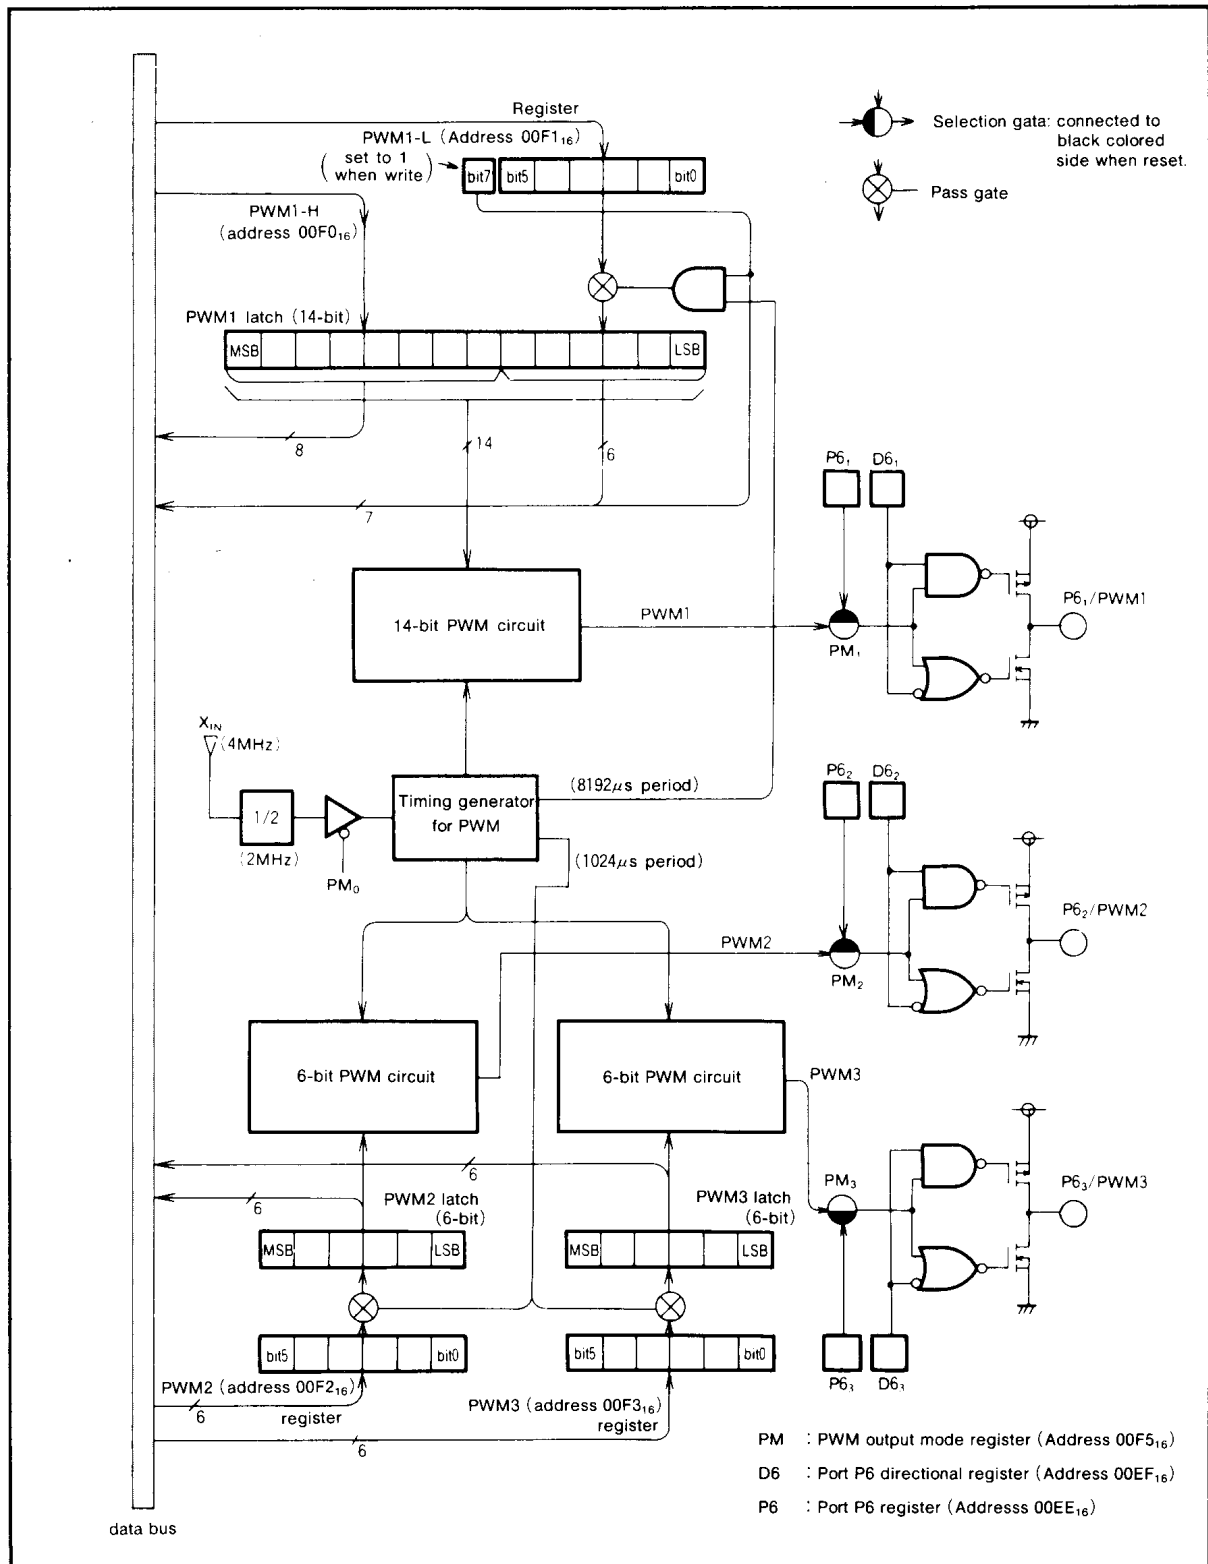 Register
PWM1-L (Address 00F1₁₆)
(set to 1
when write)
bit7
bit5
bit0
Selection gata: connected to
black colored
side when reset.
Pass gate
PWM1-H
(address 00F0₁₆)
PWM1 latch (14-bit)
MSB
LSB
8
14
6
7
P6₁
D6₁
14-bit PWM circuit
PWM1
PM₁
P6₁/PWM1
X_IN
(4MHz)
1/2
(2MHz)
PM₀
Timing generator
for PWM
(8192μs period)
(1024μs period)
P6₂
D6₂
PWM2
PM₂
P6₂/PWM2
6-bit PWM circuit
6-bit PWM circuit
PWM3
6
6
PWM2 latch
(6-bit)
PWM3 latch
(6-bit)
PM₃
P6₃/PWM3
MSB
LSB
MSB
LSB
bit5
bit0
bit5
bit0
P6₃
D6₃
PWM2 (address 00F2₁₆)
register
6
PWM3 (address 00F3₁₆)
register
6
PM : PWM output mode register (Address 00F5₁₆)
D6 : Port P6 directional register (Address 00EF₁₆)
P6 : Port P6 register (Addresss 00EE₁₆)
data bus